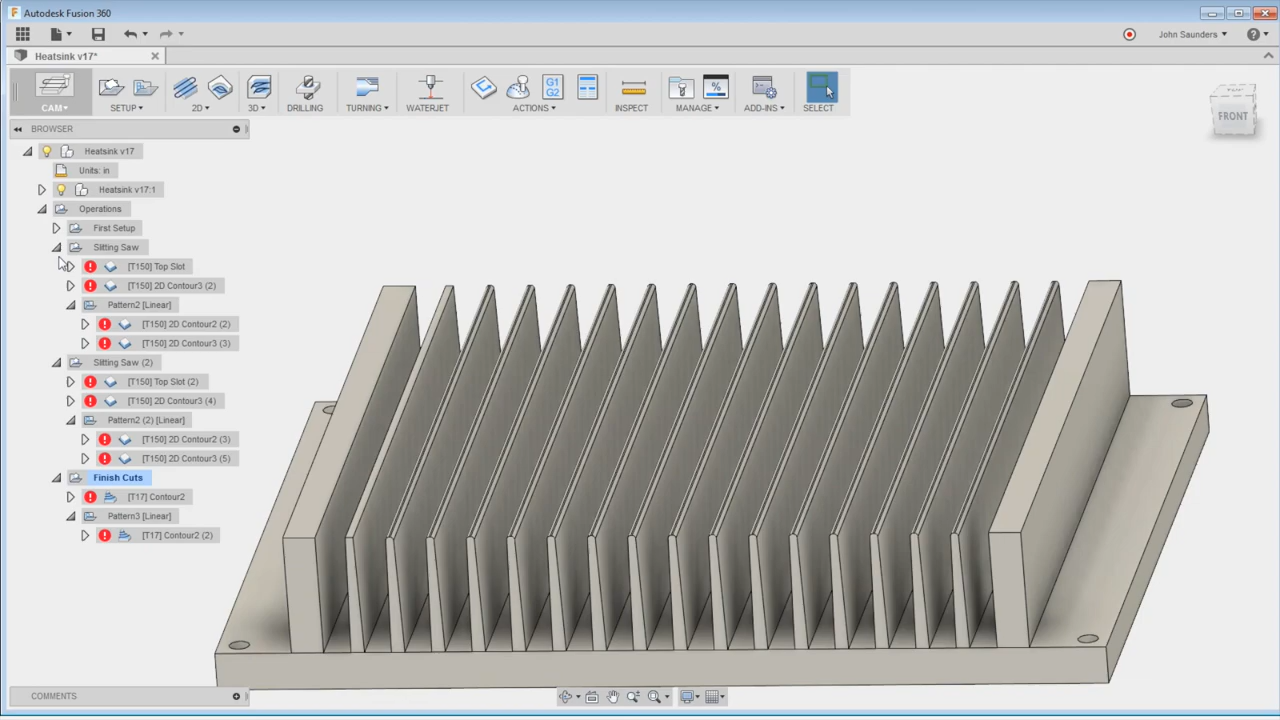 Autodesk Fusion 360
John Saunders
Heatsink v17*
G1
G2
%
CAM
SETUP
2D
3D
DRILLING
TURNING
WATERJET
ACTIONS
INSPECT
MANAGE
ADD-INS
SELECT
BROWSER
FRONT
Heatsink v17
Units: in
Heatsink v17:1
Operations
First Setup
Slitting Saw
[T150] Top Slot
[T150] 2D Contour3 (2)
Pattern2 [Linear]
[T150] 2D Contour2 (2)
[T150] 2D Contour3 (3)
Slitting Saw (2)
[T150] Top Slot (2)
[T150] 2D Contour3 (4)
Pattern2 (2) [Linear]
[T150] 2D Contour2 (3)
[T150] 2D Contour3 (5)
Finish Cuts
[T17] Contour2
Pattern3 [Linear]
[T17] Contour2 (2)
COMMENTS